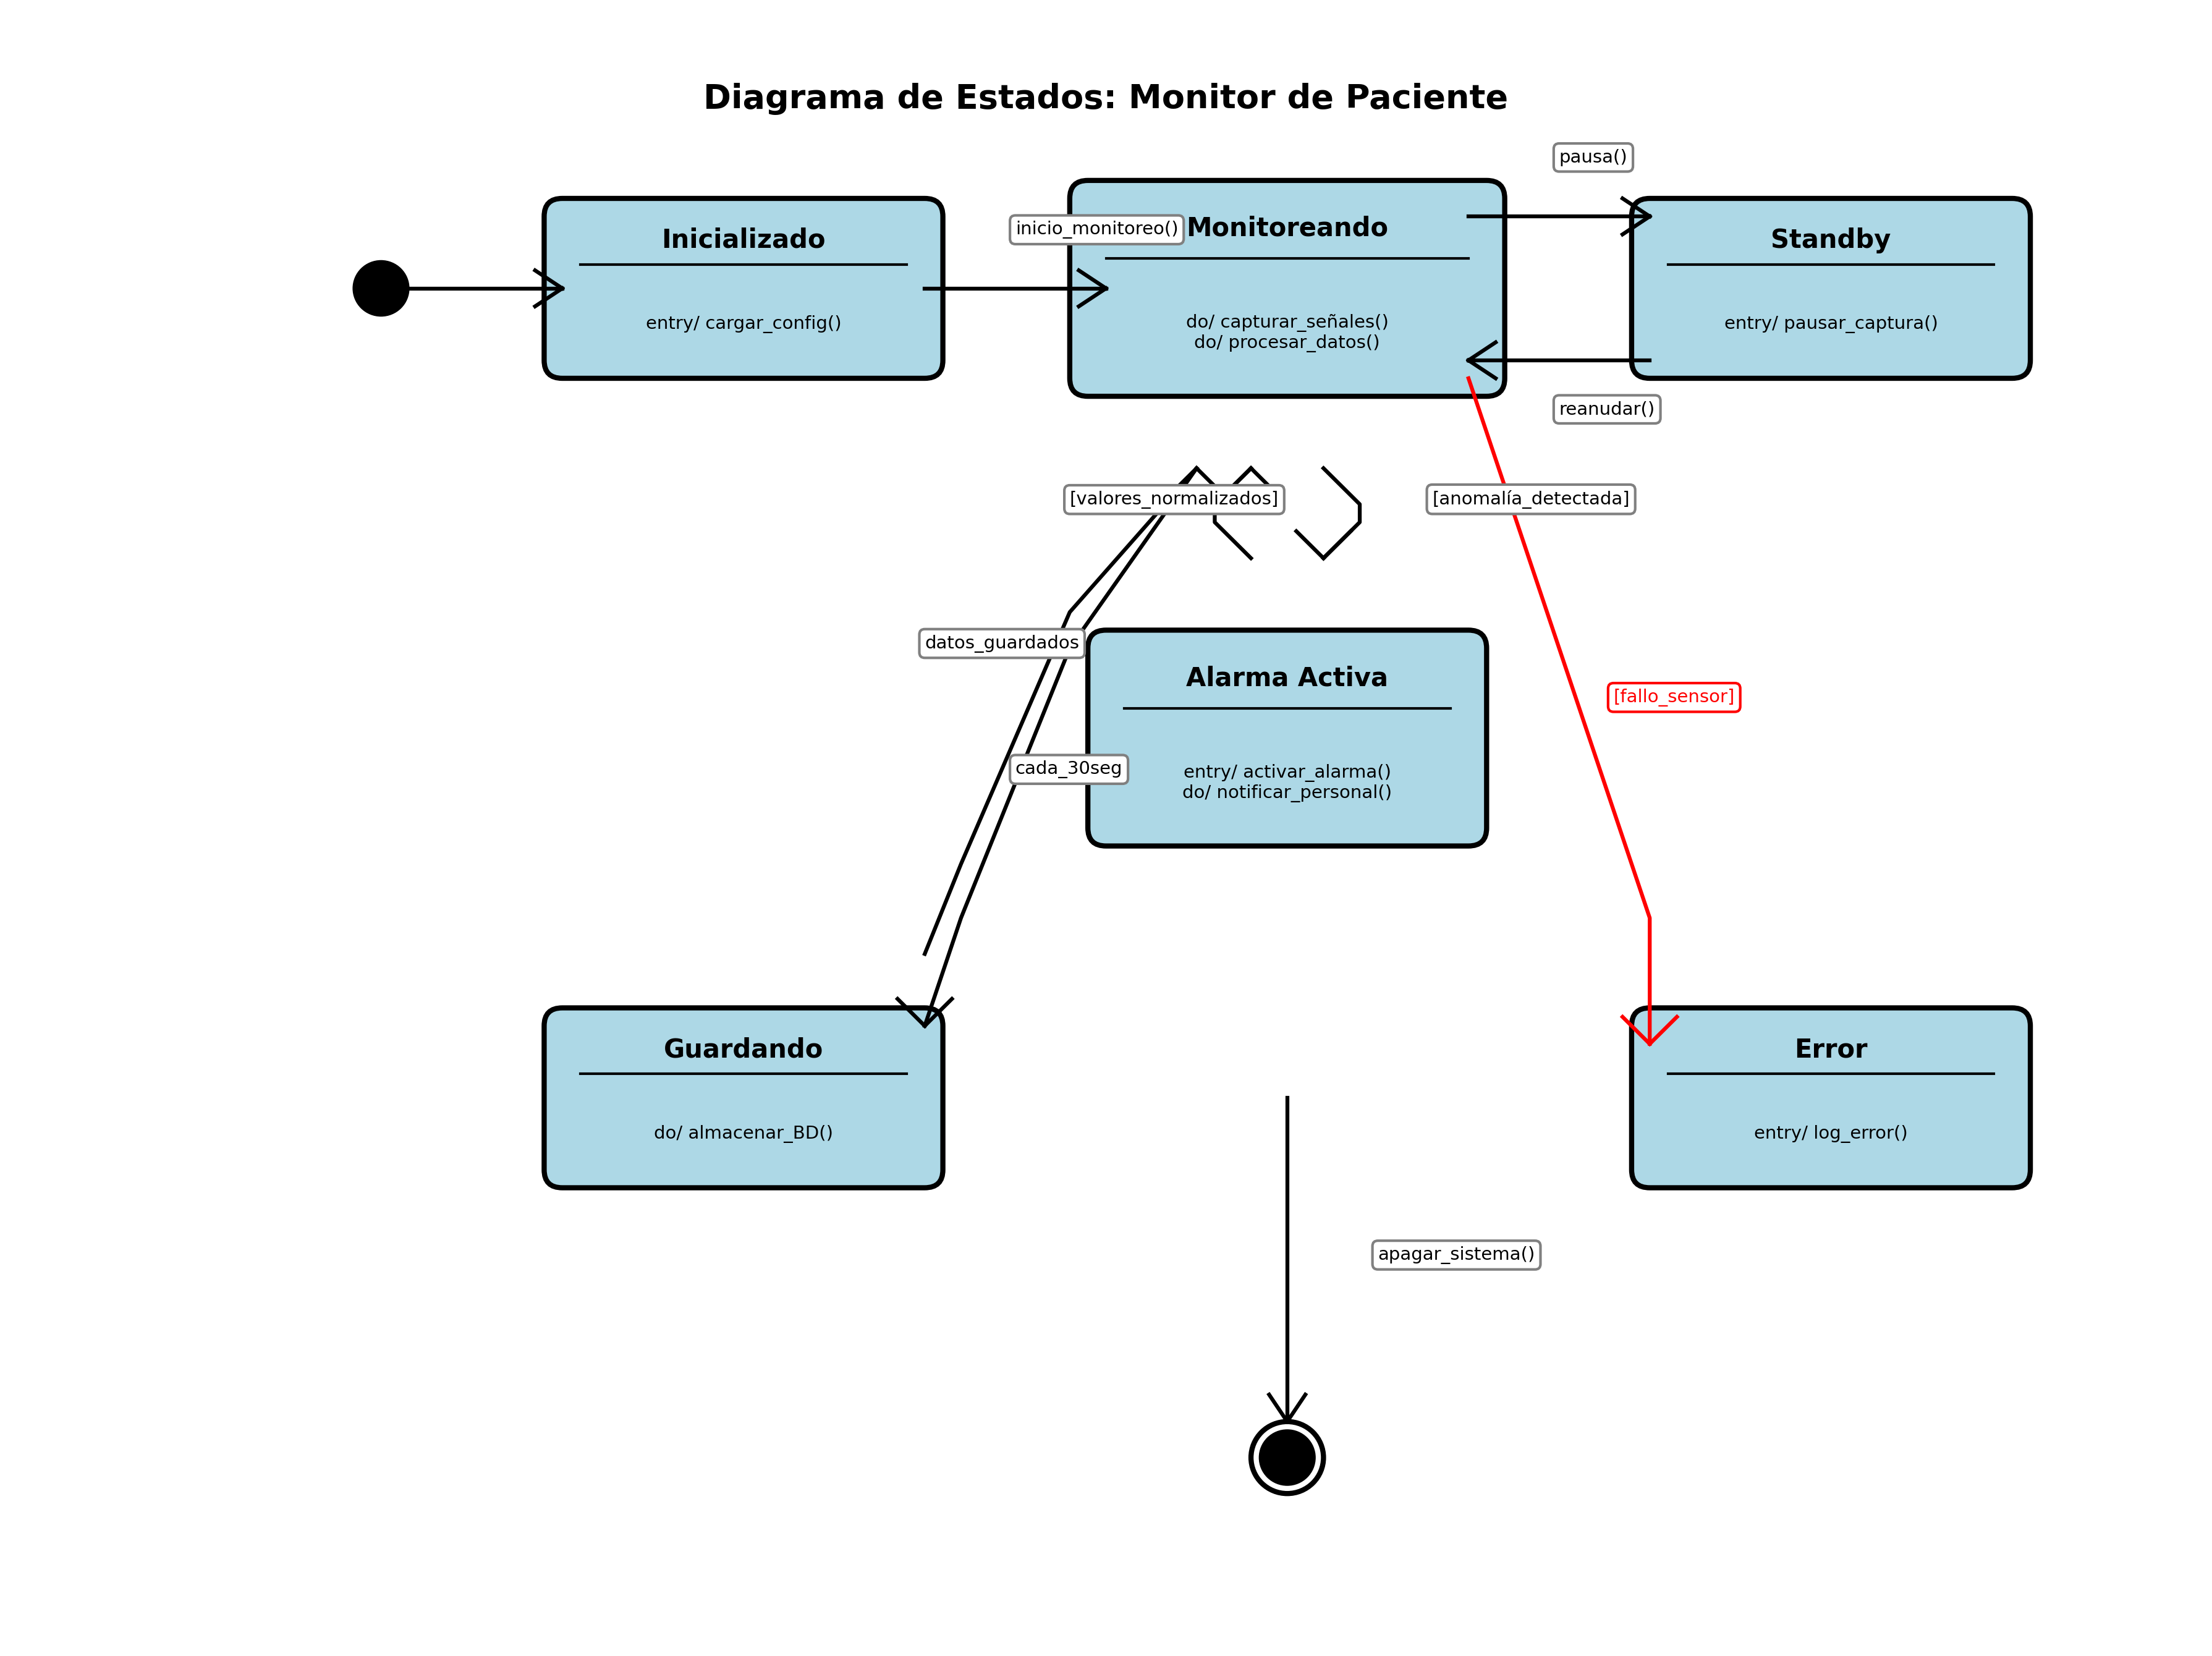 Diagrama de Estados: Monitor de Paciente
pausa()
inicio_monitoreo()
Inicializado
entry/ cargar_config()
Monitoreando
do/ capturar_señales()
do/ procesar_datos()
Standby
entry/ pausar_captura()
reanudar()
[valores_normalizados]
[anomalía_detectada]
datos_guardados
Alarma Activa
entry/ activar_alarma()
do/ notificar_personal()
[fallo_sensor]
cada_30seg
Guardando
do/ almacenar_BD()
Error
entry/ log_error()
apagar_sistema()